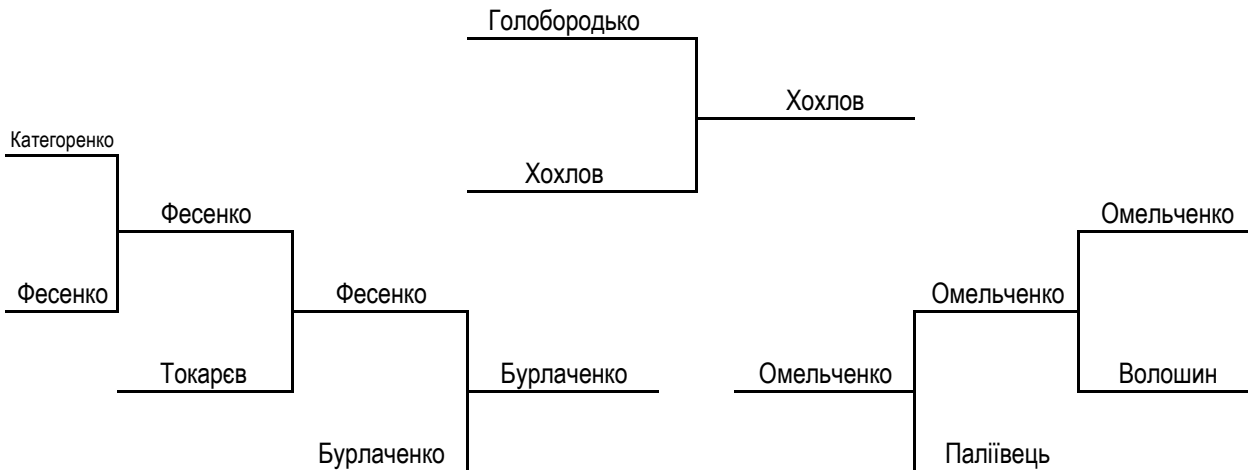 Голобородько
Хохлов
Категоренко
Хохлов
Фесенко
Омельченко
Фесенко
Фесенко
Омельченко
Токарєв
Бурлаченко
Омельченко
Волошин
Бурлаченко
Паліївець